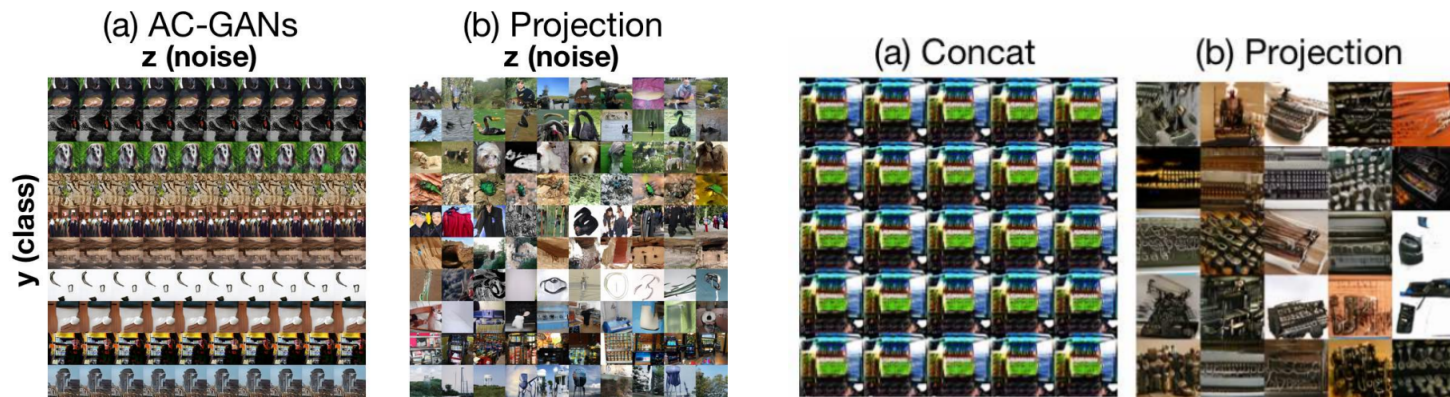 (a) AC-GANs
z (noise)
(b) Projection
z (noise)
y (class)
(a) Concat
(b) Projection